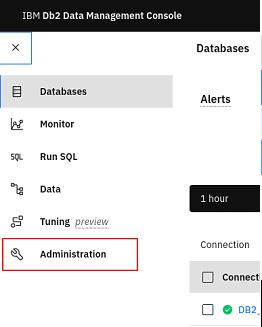 IBM Db2 Data Management Console
Databases
Databases
Alerts
Monitor
SQL Run SQL
Data
1 hour
Tuning preview
Connection
Administration
DB2_